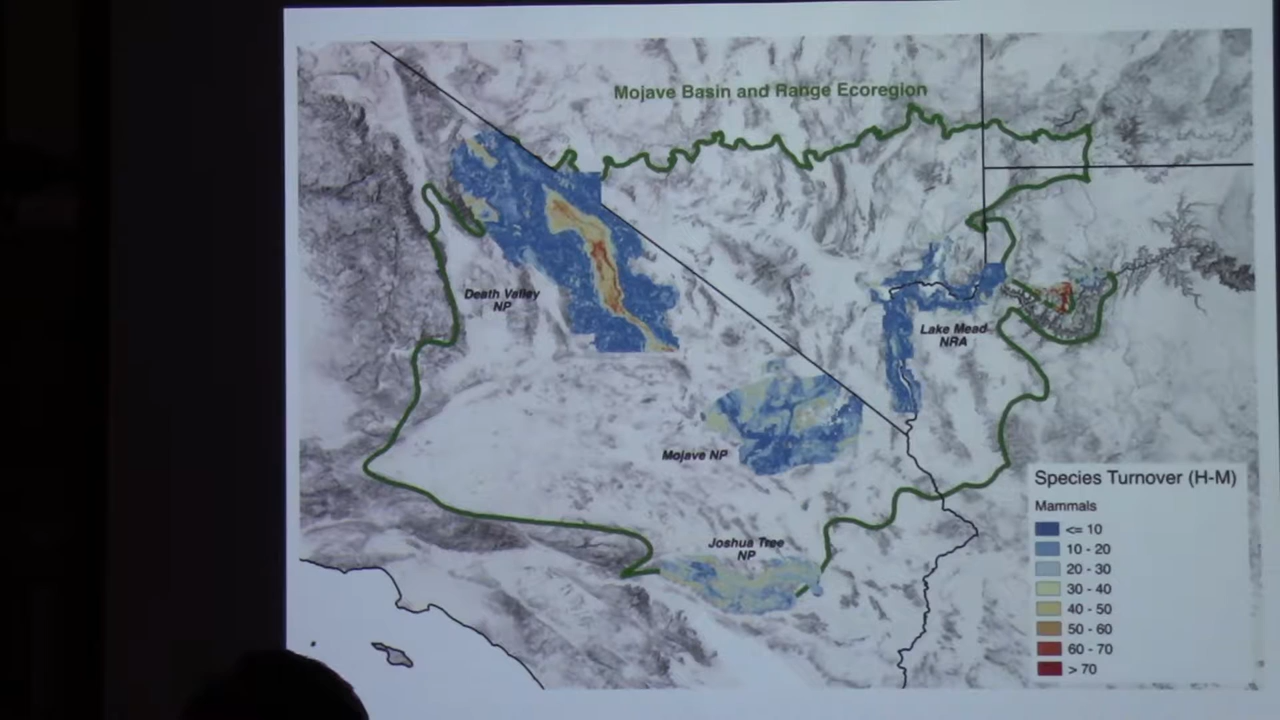 Mojave Basin and Range Ecoregion
Death Valley
NP
Lake Mead
NRA
Mojave NP
Joshua Tree
NP
Species Turnover (H-M)
Mammals
<= 10
10 - 20
20 - 30
30 - 40
40 - 50
50 - 60
60 - 70
> 70